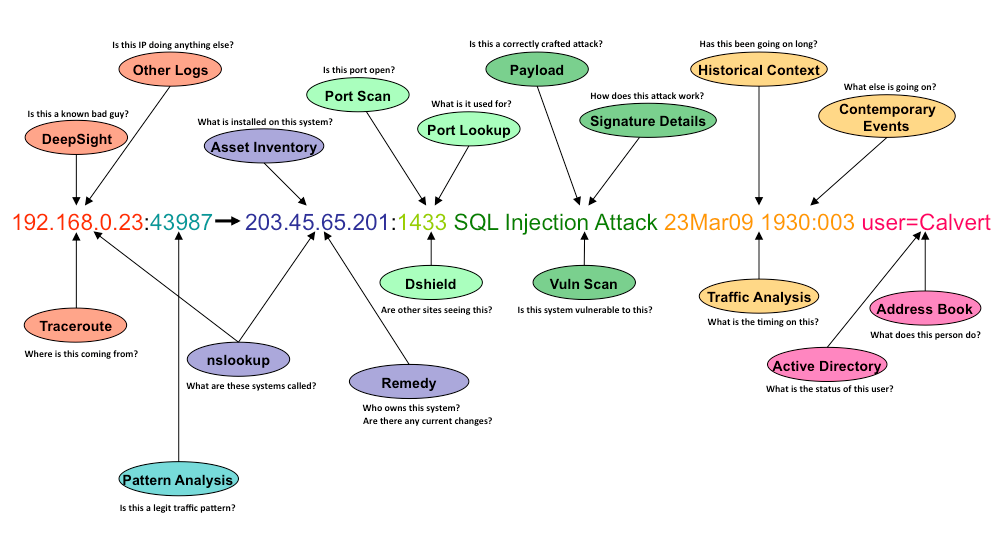 Is this IP doing anything else?
Other Logs
Is this a known bad guy?
DeepSight
What is installed on this system?
Asset Inventory
Is this port open?
Port Scan
What is it used for?
Port Lookup
Is this a correctly crafted attack?
Payload
How does this attack work?
Signature Details
Has this been going on long?
Historical Context
What else is going on?
Contemporary
Events
192.168.0.23:43987 203.45.65.201:1433 SQL Injection Attack 23Mar09 1930:003 user=Calvert
Traceroute
Where is this coming from?
nslookup
What are these systems called?
Remedy
Who owns this system?
Are there any current changes?
Dshield
Are other sites seeing this?
Vuln Scan
Is this system vulnerable to this?
Traffic Analysis
What is the timing on this?
Address Book
What does this person do?
Active Directory
What is the status of this user?
Pattern Analysis
Is this a legit traffic pattern?